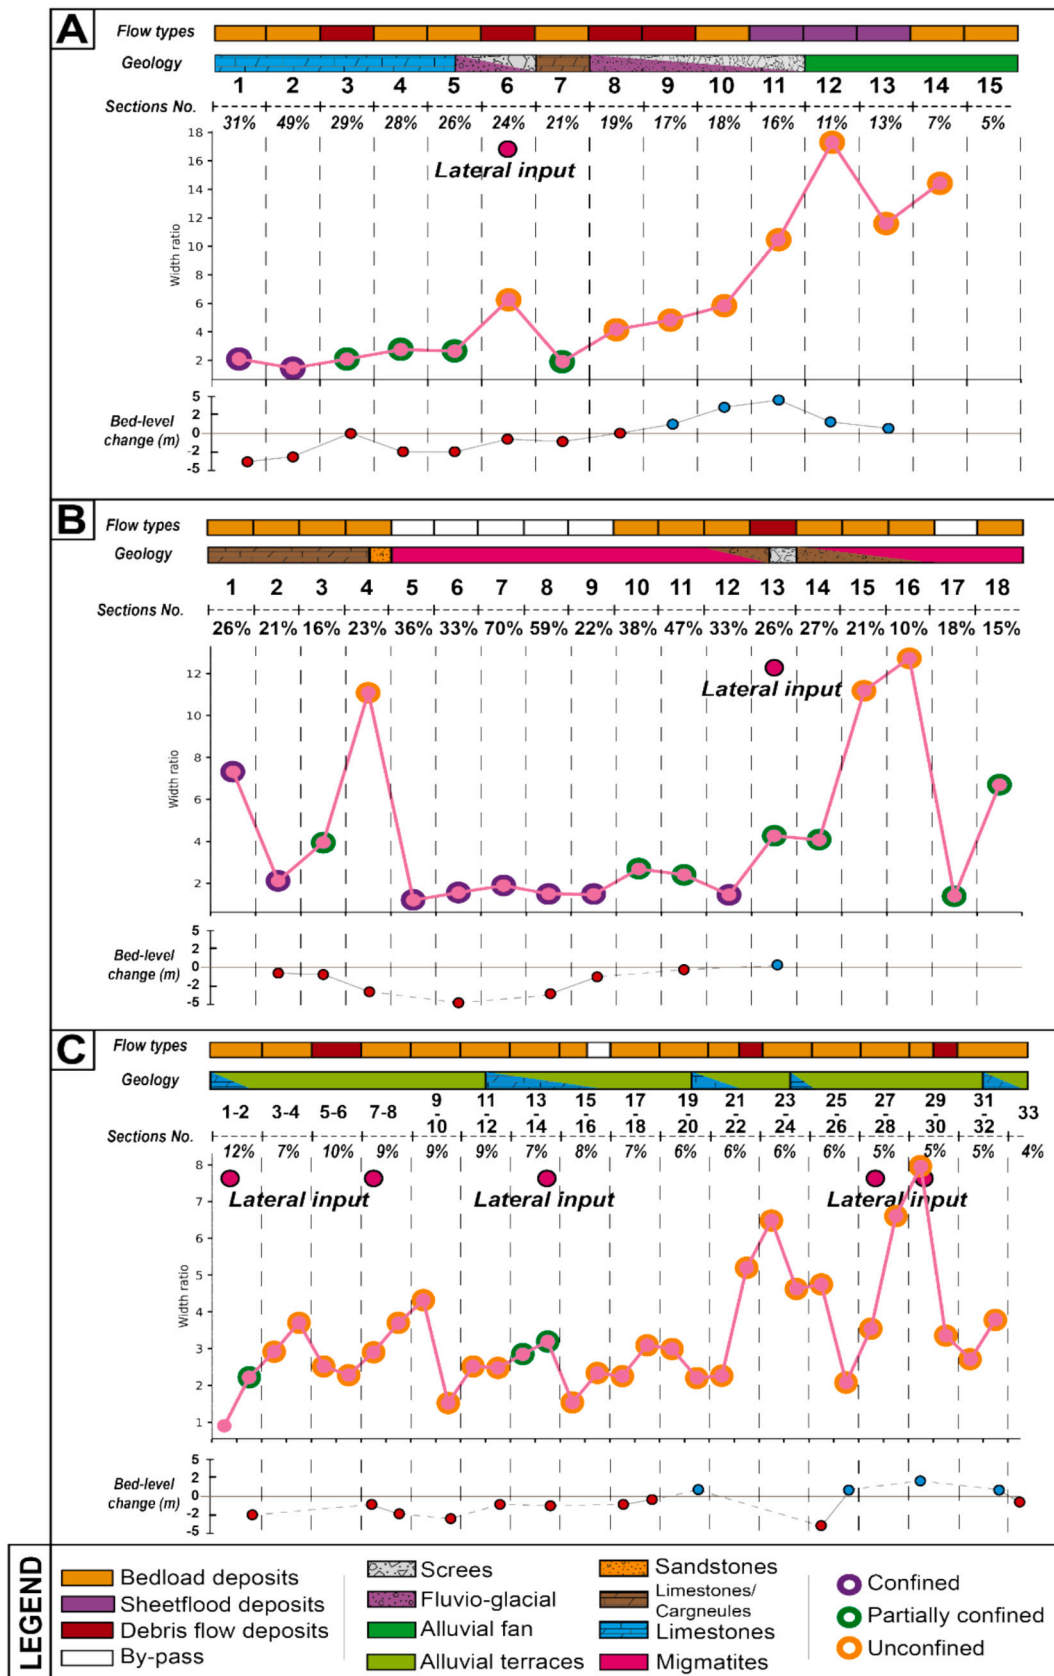 A
Flow types
Geology
1 2 3 4 5 6 7 8 9 10 11 12 13 14 15
Sections No.
31% 49% 29% 28% 26% 24% 21% 19% 17% 18% 16% 11% 13% 7% 5%
Lateral input
Width ratio
18
16
14
12
10
8
6
4
2
Bed-level
change (m)
5
2
0
-2
-5
B
Flow types
Geology
1 2 3 4 5 6 7 8 9 10 11 12 13 14 15 16 17 18
Sections No.
26% 21% 16% 23% 36% 33% 70% 59% 22% 38% 47% 33% 26% 27% 21% 10% 18% 15%
Lateral input
Width ratio
12
10
8
6
4
2
Bed-level
change (m)
5
2
0
-2
-5
C
Flow types
Geology
1-2 3-4 5-6 7-8 9-10 11-12 13-14 15-16 17-18 19-20 21-22 23-24 25-26 27-28 29-30 31-32 33
Sections No.
12% 7% 10% 9% 9% 9% 7% 8% 7% 6% 6% 6% 6% 5% 5% 5% 4%
Lateral input Lateral input Lateral input
Width ratio
8
7
6
5
4
3
2
1
Bed-level
change (m)
5
2
0
-2
-5
LEGEND
Bedload deposits
Sheetflood deposits
Debris flow deposits
By-pass
Screes
Fluvio-glacial
Alluvial fan
Alluvial terraces
Sandstones
Limestones/
Cargneules
Limestones
Migmatites
Confined
Partially confined
Unconfined